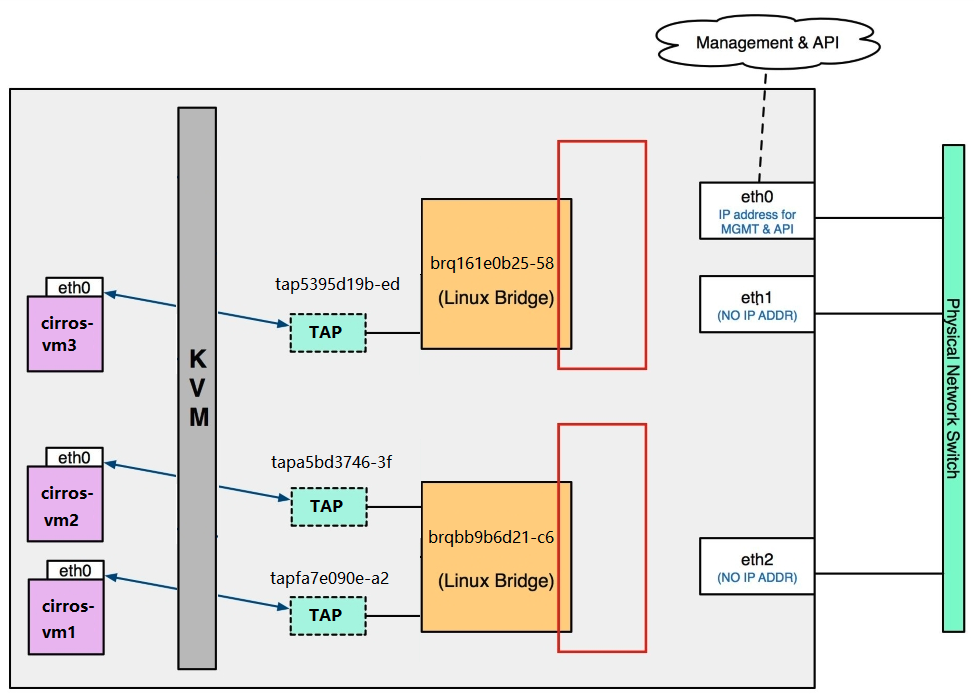 Management & API
eth0
IP address for
MGMT & API
eth1
(NO IP ADDR)
eth2
(NO IP ADDR)
Physical Network Switch
brq161e0b25-58
(Linux Bridge)
tap5395d19b-ed
TAP
eth0
cirros-
vm3
K
V
M
tapa5bd3746-3f
TAP
eth0
cirros-
vm2
brqbb9b6d21-c6
(Linux Bridge)
tapfa7e090e-a2
TAP
eth0
cirros-
vm1